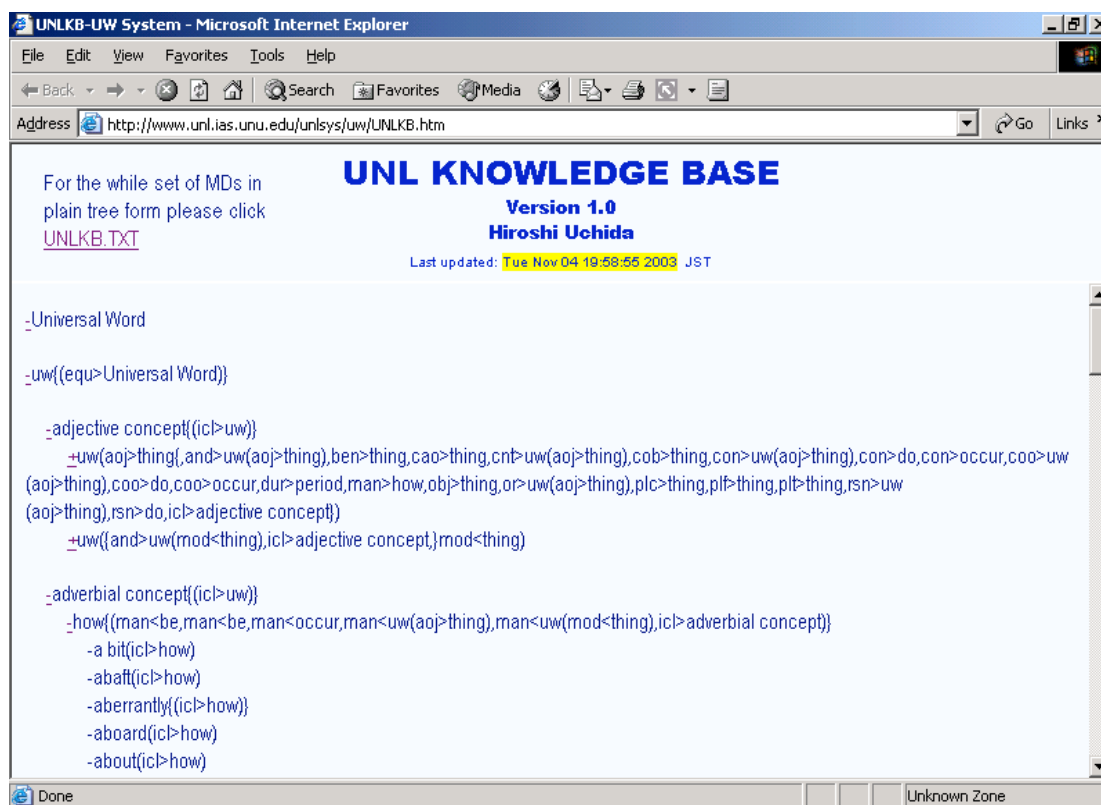 UNLKB-UW System - Microsoft Internet Explorer
File Edit View Favorites Tools Help
Back Search Favorites Media
Address http://www.unl.ias.unu.edu/unlsys/uw/UNLKB.htm Go Links
For the while set of MDs in
plain tree form please click
UNLKB.TXT
UNL KNOWLEDGE BASE
Version 1.0
Hiroshi Uchida
Last updated: Tue Nov 04 19:58:55 2003 JST
-Universal Word
-uw{(equ>Universal Word)}
-adjective concept{(icl>uw)}
+uw(aoj>thing{,and>uw(aoj>thing),ben>thing,cao>thing,cnt>uw(aoj>thing),cob>thing,con>uw(aoj>thing),con>do,con>occur,coo>uw
(aoj>thing),coo>do,coo>occur,dur>period,man>how,obj>thing,or>uw(aoj>thing),plc>thing,plf>thing,plt>thing,rsn>uw
(aoj>thing),rsn>do,icl>adjective concept})
+uw({and>uw(mod<thing),icl>adjective concept,}mod<thing)
-adverbial concept{(icl>uw)}
-how{(man<be,man<be,man<occur,man<uw(aoj>thing),man<uw(mod<thing),icl>adverbial concept)}
-a bit(icl>how)
-abaft(icl>how)
-aberrantly{(icl>how)}
-aboard(icl>how)
-about(icl>how)
Done Unknown Zone